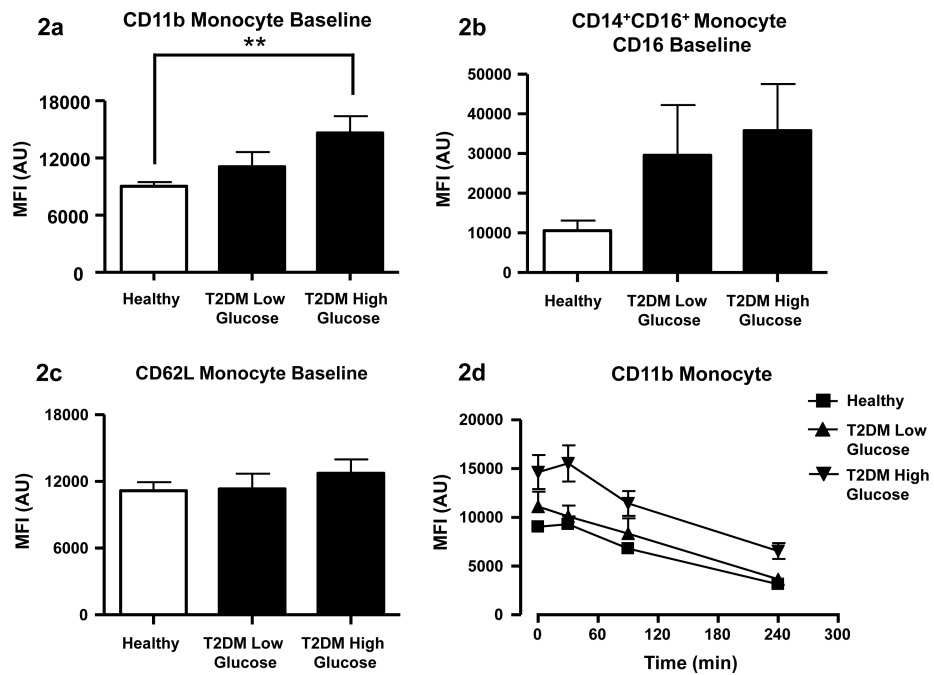 2a
CD11b Monocyte Baseline
**
MFI (AU)
18000
12000
6000
0
Healthy
T2DM Low
Glucose
T2DM High
Glucose
2b
CD14⁺CD16⁺ Monocyte
CD16 Baseline
MFI (AU)
50000
40000
30000
20000
10000
0
Healthy
T2DM Low
Glucose
T2DM High
Glucose
2c
CD62L Monocyte Baseline
MFI (AU)
18000
12000
6000
0
Healthy
T2DM Low
Glucose
T2DM High
Glucose
2d
CD11b Monocyte
MFI (AU)
20000
15000
10000
5000
0
0 60 120 180 240 300
Time (min)
Healthy
T2DM Low
Glucose
T2DM High
Glucose